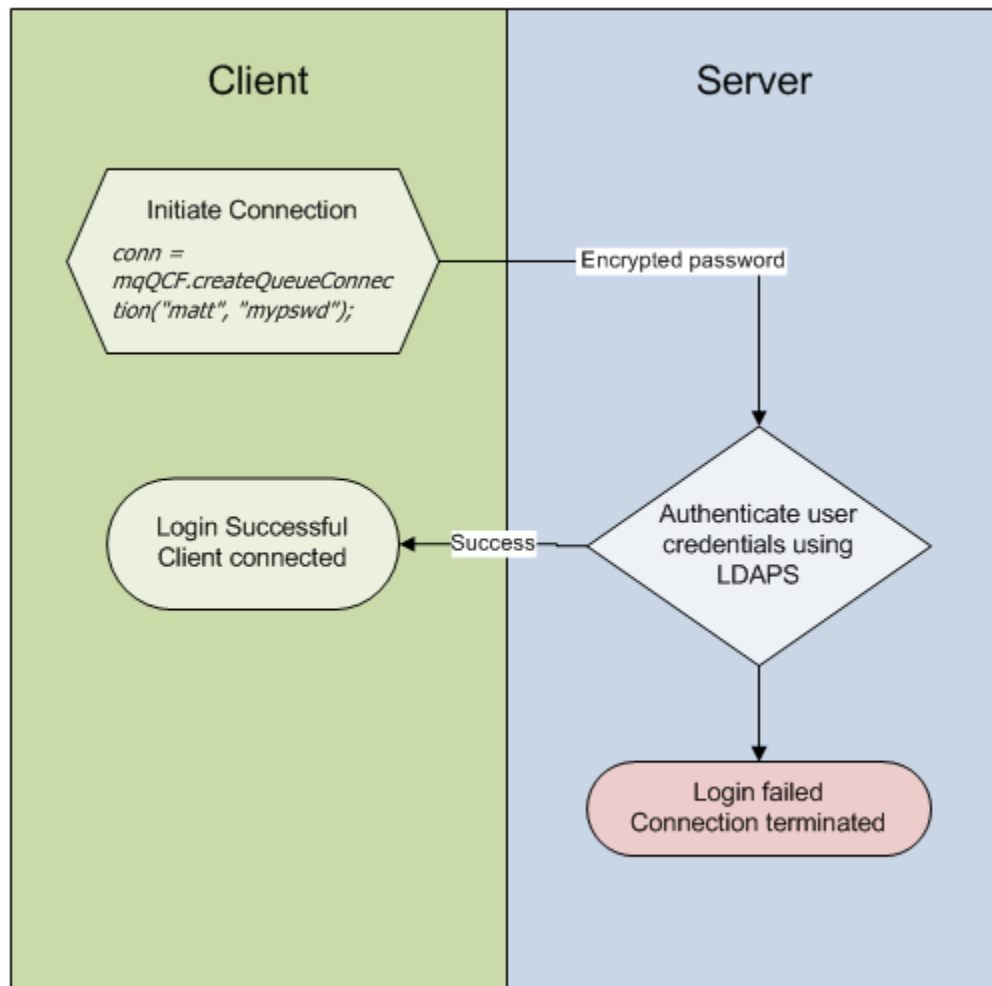 Client
Server
Initiate Connection
conn =
mqQCF.createQueueConnec
tion("matt", "mypswd");
Encrypted password
Authenticate user
credentials using
LDAPS
Success
Login Successful
Client connected
Login failed
Connection terminated